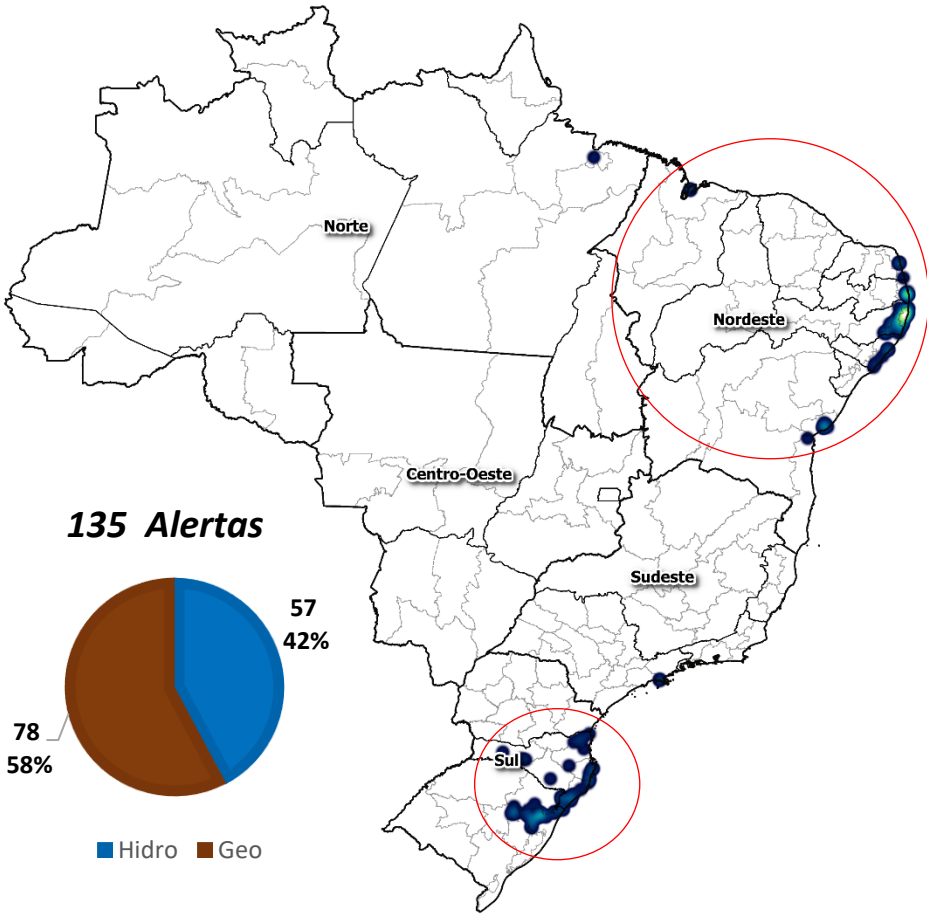 Norte
Nordeste
Centro-Oeste
135 Alertas
Sudeste
57
42%
78
58%
Sul
Hidro
Geo